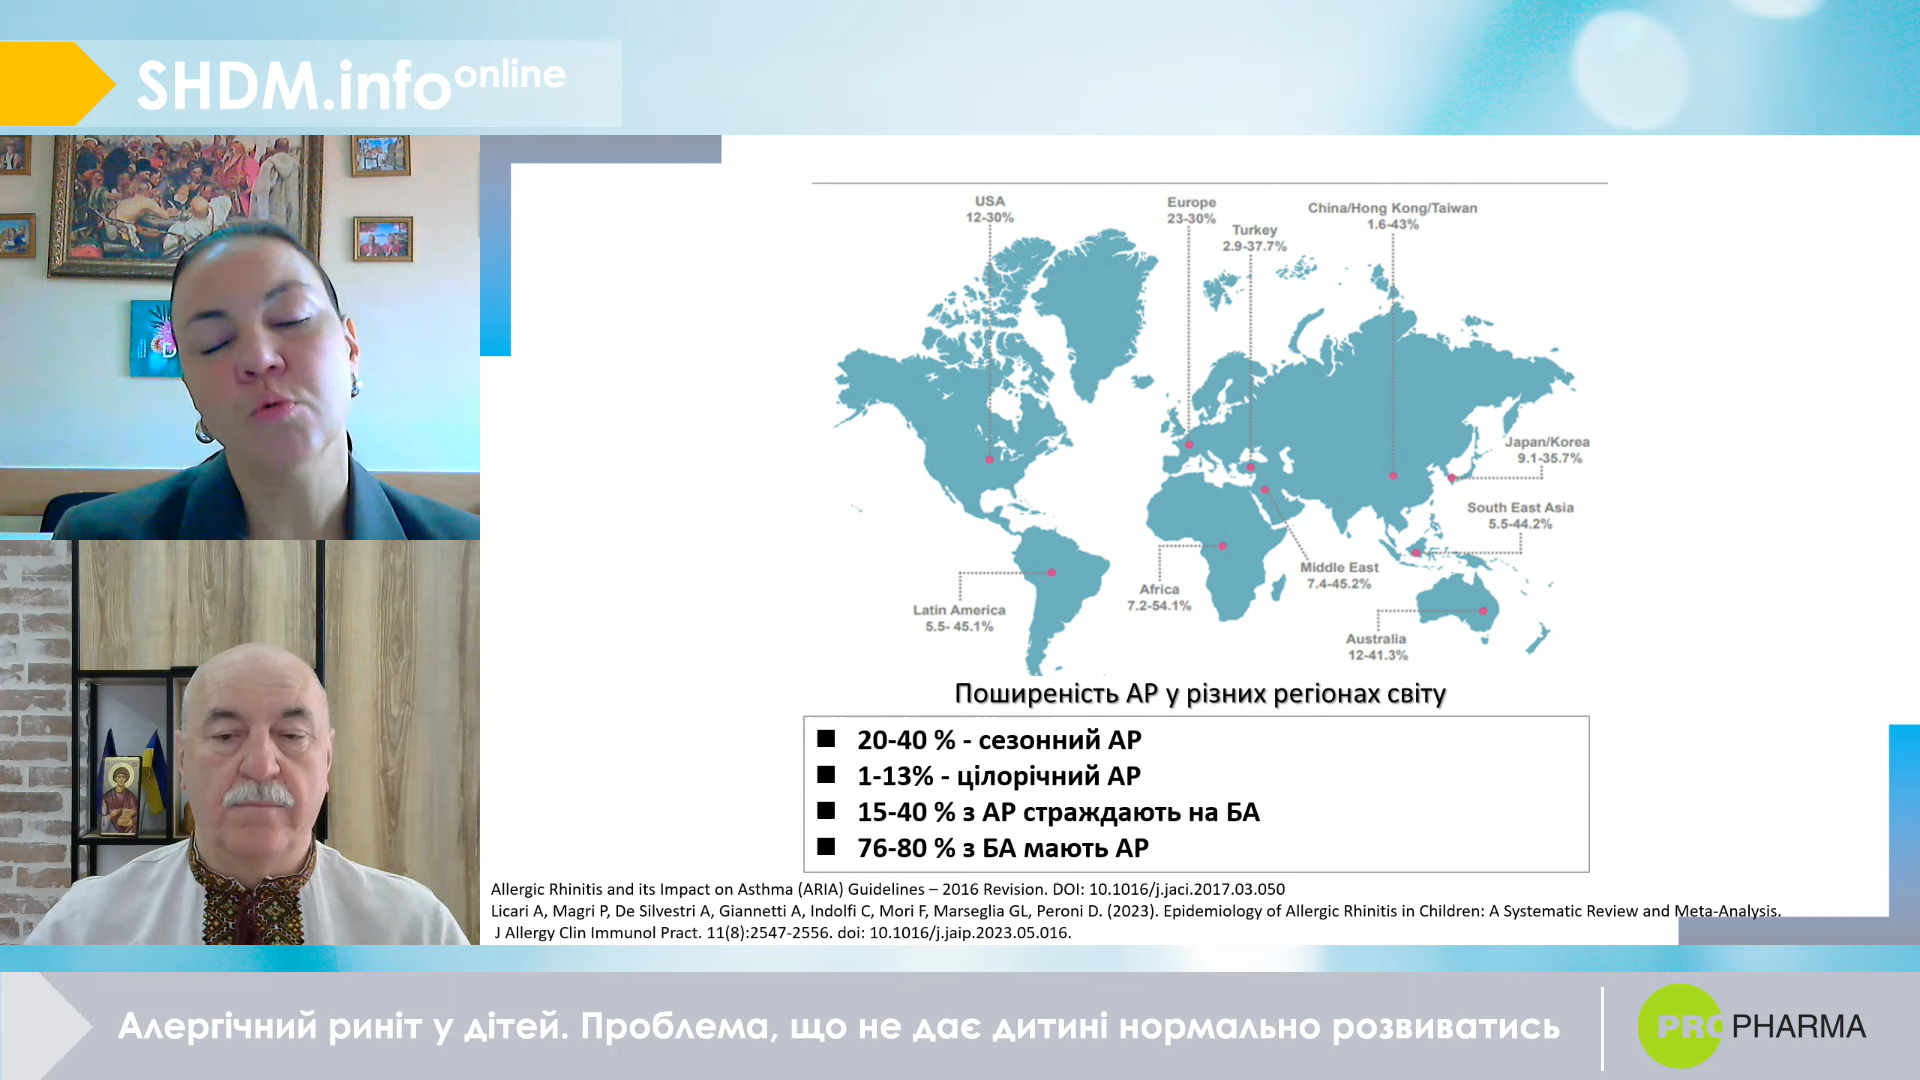 SHDM.info online
USA
12-30%
Europe
23-30%
Turkey
2.9-37.7%
China/Hong Kong/Taiwan
1.6-43%
Japan/Korea
9.1-35.7%
South East Asia
5.5-44.2%
Middle East
7.4-45.2%
Africa
7.2-54.1%
Latin America
5.5- 45.1%
Australia
12-41.3%
Поширеність АР у різних регіонах світу
20-40 % - сезонний АР
1-13% - цілорічний АР
15-40 % з АР страждають на БА
76-80 % з БА мають АР
Allergic Rhinitis and its Impact on Asthma (ARIA) Guidelines – 2016 Revision. DOI: 10.1016/j.jaci.2017.03.050
Licari A, Magri P, De Silvestri A, Giannetti A, Indolfi C, Mori F, Marseglia GL, Peroni D. (2023). Epidemiology of Allergic Rhinitis in Children: A Systematic Review and Meta-Analysis.
J Allergy Clin Immunol Pract. 11(8):2547-2556. doi: 10.1016/j.jaip.2023.05.016.
Алергічний риніт у дітей. Проблема, що не дає дитині нормально розвиватись
PRO PHARMA